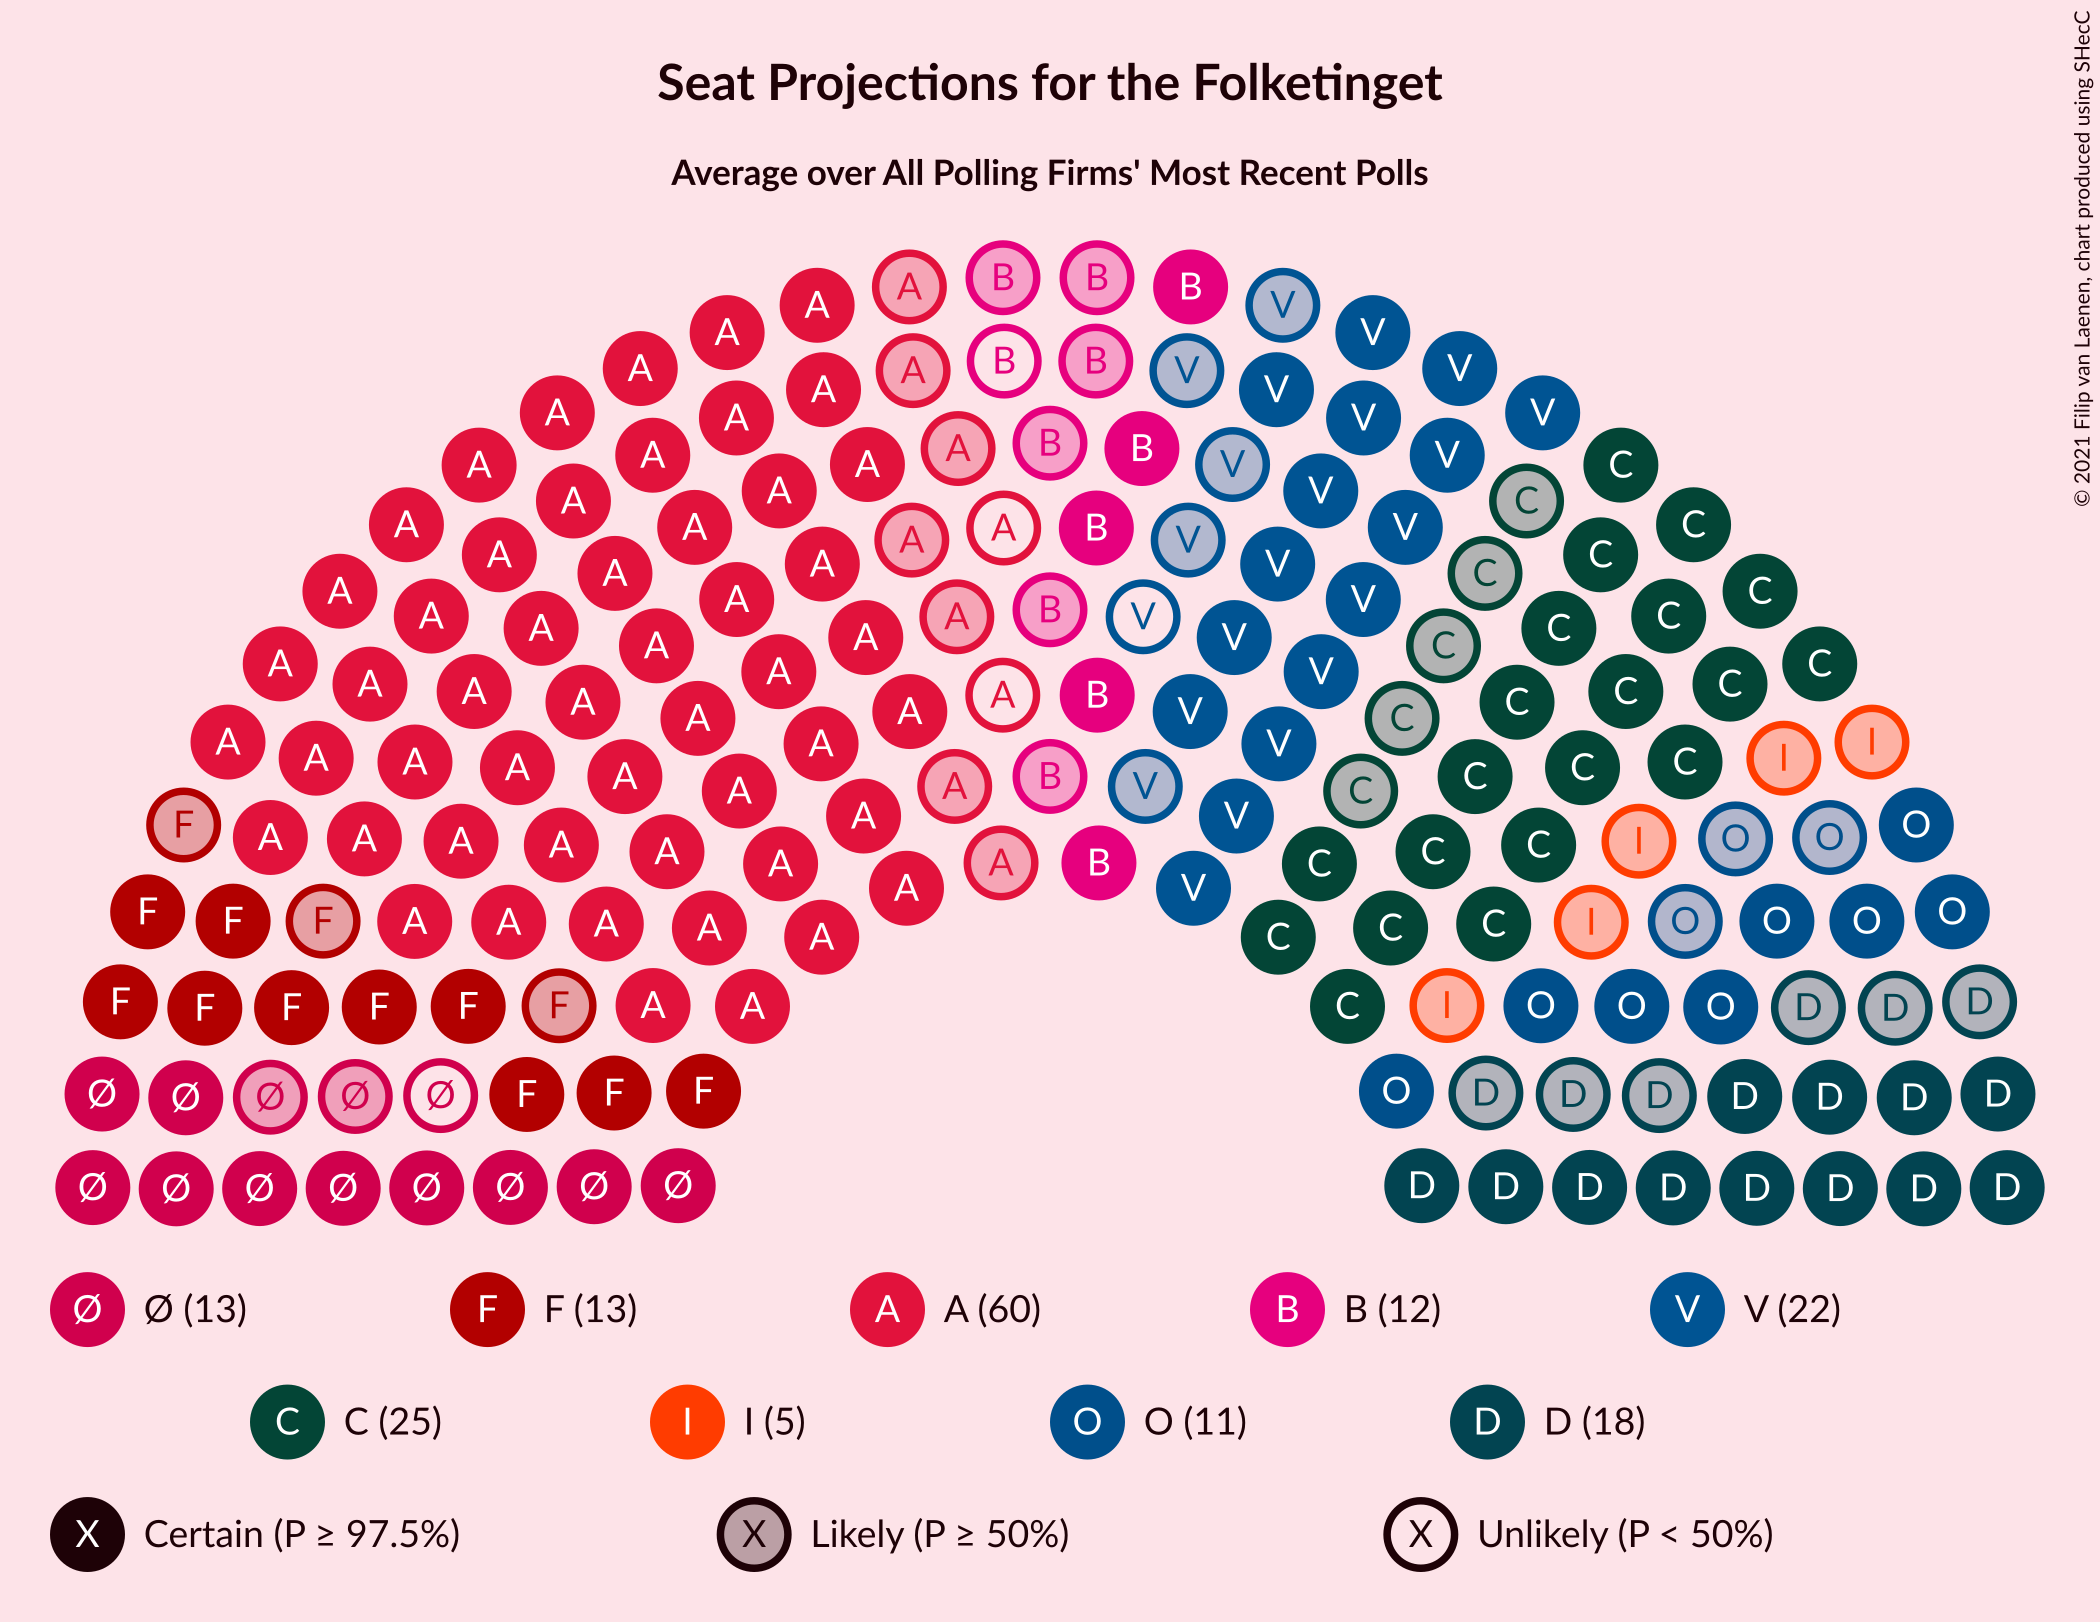 © 2021 Filip van Laenen, chart produced using SHecC
Seat Projections for the Folketinget
Average over All Polling Firms' Most Recent Polls
B B
A B
A V
A V
B B
A A V V
A V
A A V V
A A A A B B V V C
A A V C
A A A A B V V C
A A A V C C
A A V C
A A A A A B V V C C C
A A A A A A A B V V C C C C
A A A V C I
A A A A A A B V C C C C I
F A A A A A A A A B V C C C I O O O
F F F A A A A A A V C C C I O O O O
F F F F F F A A C I O O O D D D
Ø Ø Ø Ø Ø F F F O D D D D D D D
Ø Ø Ø Ø Ø Ø Ø Ø D D D D D D D D
Ø Ø (13) F F (13) A A (60) B B (12) V V (22)
C C (25) I I (5) O O (11) D D (18)
X Certain (P ≥ 97.5%) X Likely (P ≥ 50%) X Unlikely (P < 50%)